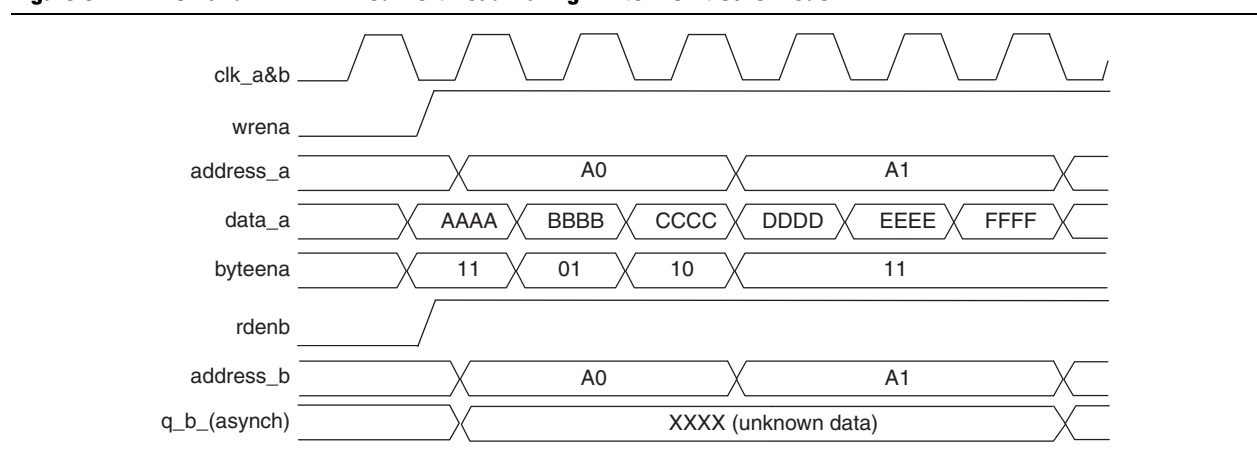 clk_a&b
wrena
address_a A0 A1
data_a AAAA BBBB CCCC DDDD EEEE FFFF
byteena 11 01 10 11
rdenb
address_b A0 A1
q_b_(asynch) XXXX (unknown data)